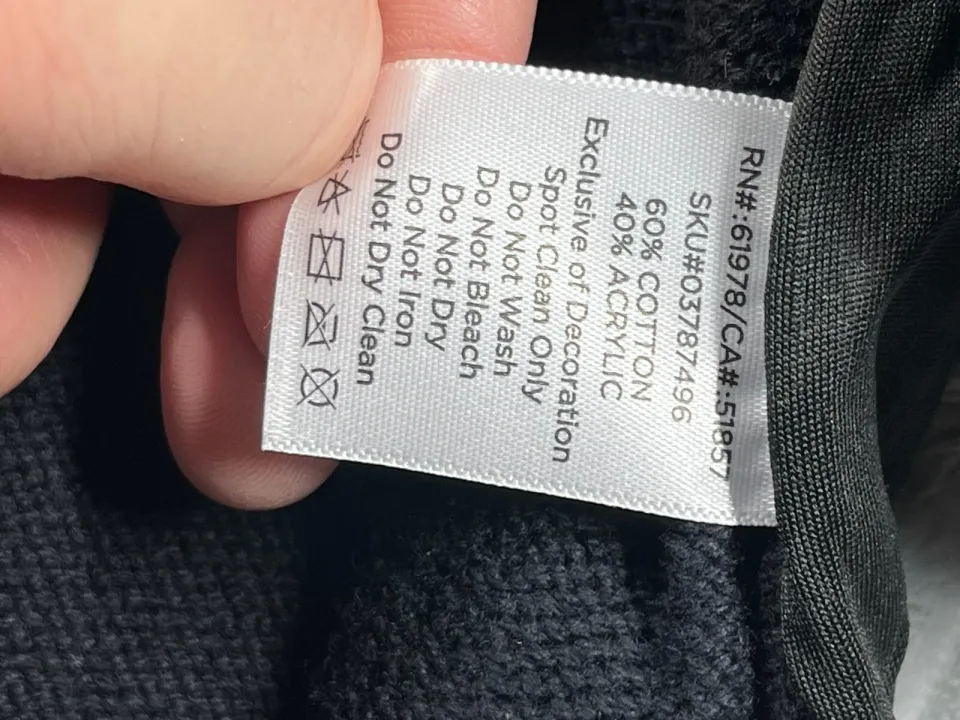 RN#:61978/CA#:51857
SKU#03787496
60% COTTON
40% ACRYLIC
Exclusive of Decoration
Spot Clean Only
Do Not Wash
Do Not Bleach
Do Not Dry
Do Not Iron
Do Not Dry Clean